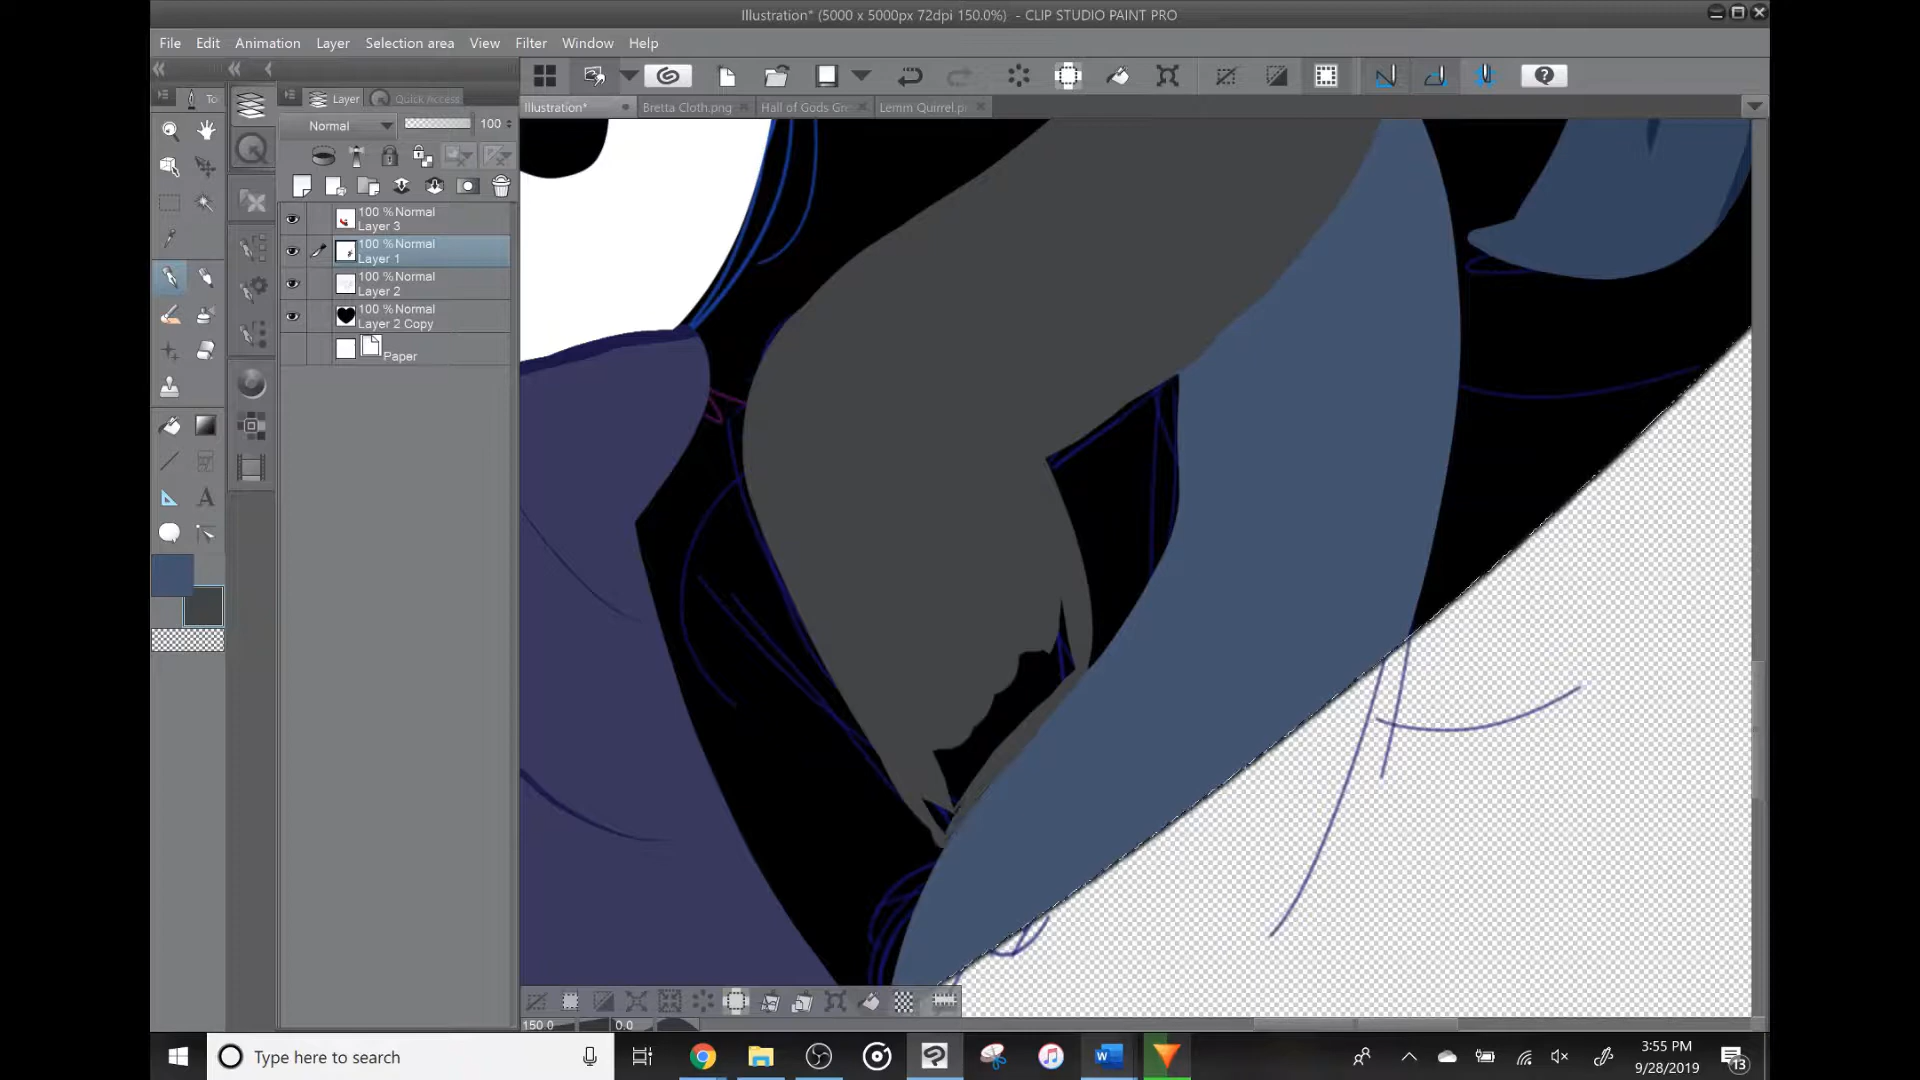 Illustration* (5000 x 5000px 72dpi 150.0%) - CLIP STUDIO PAINT PRO
File Edit Animation Layer Selection area View Filter Window Help
To Layer Quick Access
Illustration* Bretta Cloth.png Hall of Gods Gr Lemm Quirrel.p
Normal 100
100 %Normal
Layer 3
100 %Normal
Layer 1
100 %Normal
Layer 2
100 %Normal
Layer 2 Copy
Paper
150.0 0.0
Type here to search
3:55 PM
9/28/2019
13